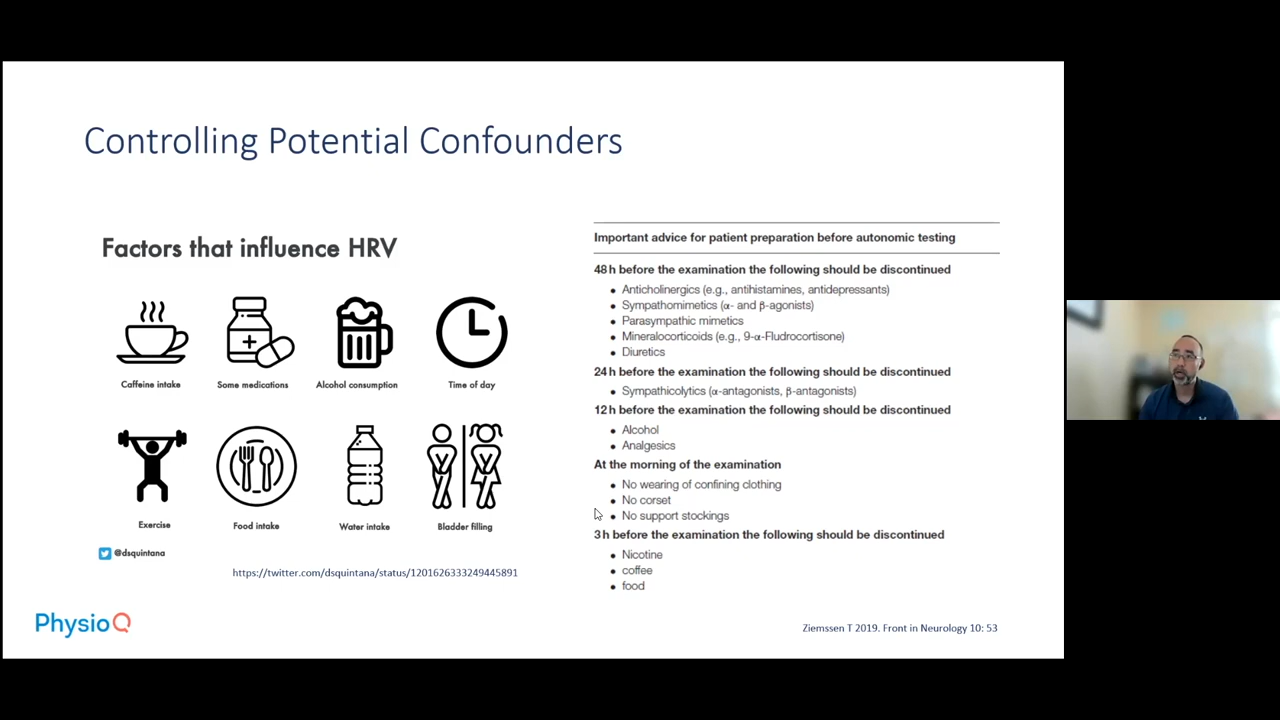 Controlling Potential Confounders
Factors that influence HRV
Caffeine intake
Some medications
Alcohol consumption
Time of day
Exercise
Food intake
Water intake
Bladder filling
@dsquintana
https://twitter.com/dsquintana/status/1201626333249445891
Important advice for patient preparation before autonomic testing
48 h before the examination the following should be discontinued
• Anticholinergics (e.g., antihistamines, antidepressants)
• Sympathomimetics (α- and β-agonists)
• Parasympathic mimetics
• Mineralocorticoids (e.g., 9-α-Fludrocortisone)
• Diuretics
24 h before the examination the following should be discontinued
• Sympathicolytics (α-antagonists, β-antagonists)
12 h before the examination the following should be discontinued
• Alcohol
• Analgesics
At the morning of the examination
• No wearing of confining clothing
• No corset
• No support stockings
3 h before the examination the following should be discontinued
• Nicotine
• coffee
• food
PhysioQ
Ziemssen T 2019. Front in Neurology 10: 53